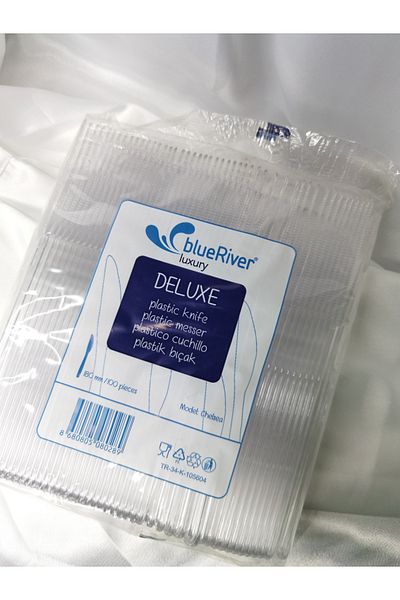 blueRiver®
luxury
DELUXE
plastic knife
plastic messer
plastico cuchillo
plastik bıçak
180 mm /100 pieces
Model: Chelsea
8 680805 080289
TR-34-K-105604